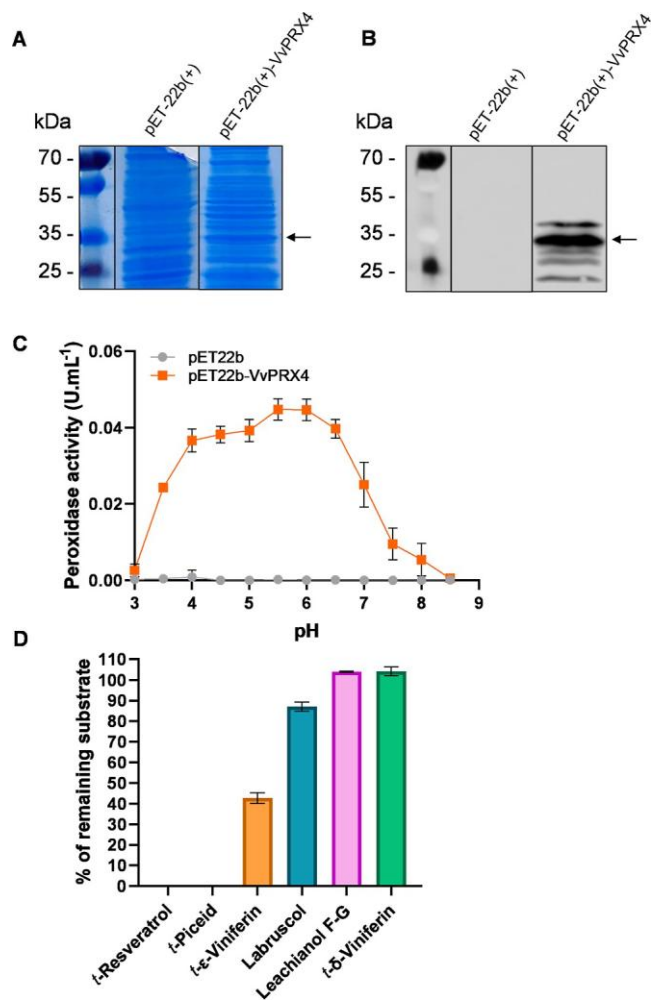 A
B
pET-22b(+)
pET-22b(+)-VvPRX4
pET-22b(+)
pET-22b(+)-VvPRX4
kDa
70 -
55 -
35 -
25 -
kDa
70 -
55 -
35 -
25 -
C
pET22b
pET22b-VvPRX4
Peroxidase activity (U.mL⁻¹)
0.06
0.04
0.02
0.00
3 4 5 6 7 8 9
pH
D
% of remaining substrate
110
100
90
80
70
60
50
40
30
20
10
0
t-Resveratrol
t-Piceid
t-ε-Viniferin
Labruscol
Leachianol F-G
t-δ-Viniferin